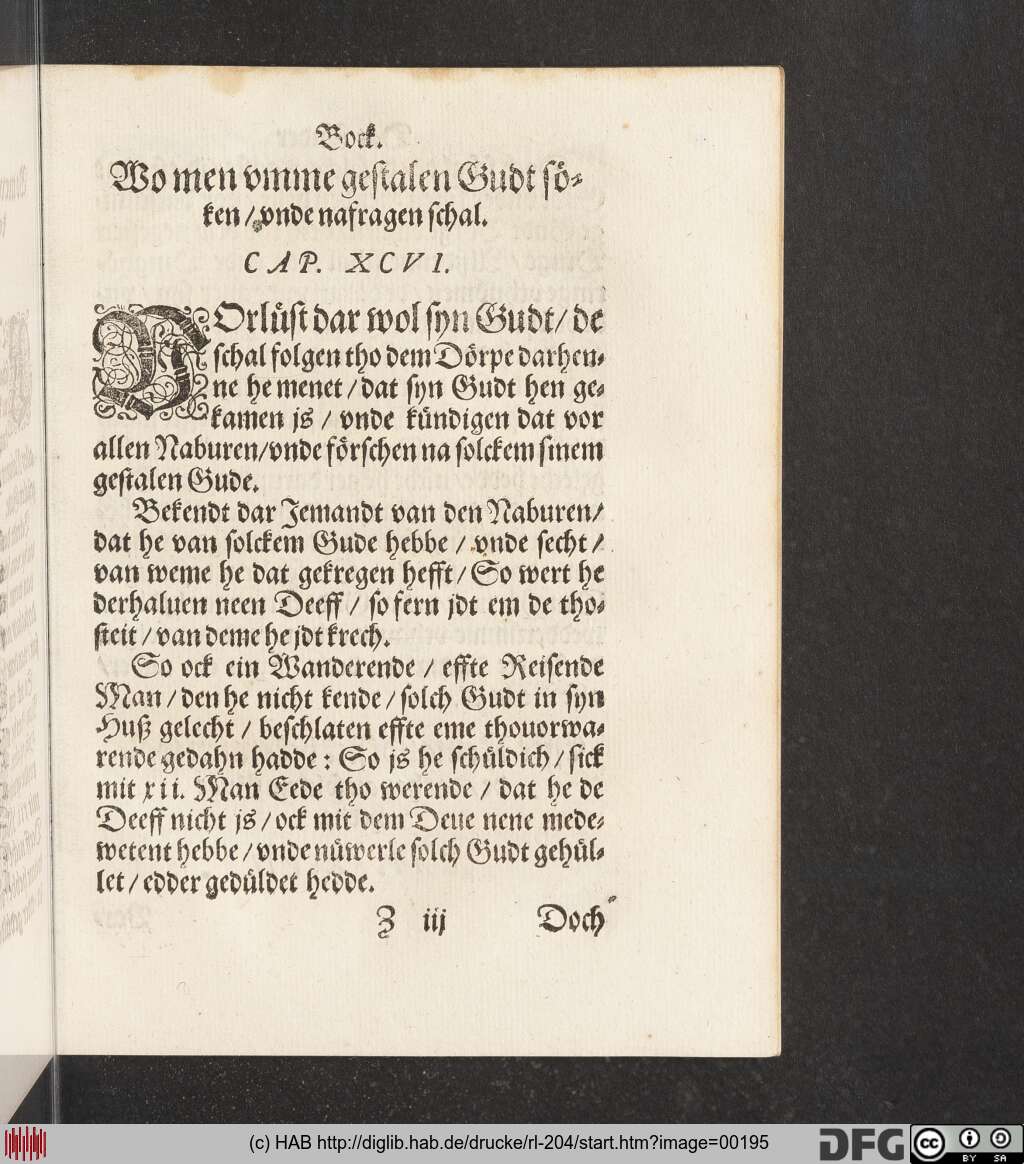 Bock.
Wo men vmme gestalen Gudt sö⸗
ken / vnde nafragen schal.
CAP. XCVI.
VOrlüst dar wol syn Gudt / de
schal folgen tho dem Dörpe darhen⸗
ne he menet / dat syn Gudt hen ge⸗
kamen js / vnde kündigen dat vor
allen Naburen / vnde förschen na solckem sinem
gestalen Gude.
Bekendt dar Jemandt van den Naburen /
dat he van solckem Gude hebbe / vnde secht /
van weme he dat gekregen hefft / So wert he
derhaluen neen Deeff / so fern jdt em de tho⸗
steit / van deme he jdt krech.
So ock ein Wanderende / effte Reisende
Man / den he nicht kende / solch Gudt in syn
Huß gelecht / beschlaten effte eme thouorwa⸗
rende gedahn hadde : So js he schüldich / sick
mit xii. Man Eede tho werende / dat he de
Deeff nicht js / ock mit dem Deue nene mede⸗
wetent hebbe / vnde nüwerle solch Gudt gehül⸗
let / edder gedüldet hedde.
Z iij Doch
(c) HAB http://diglib.hab.de/drucke/rl-204/start.htm?image=00195
DFG cc BY SA